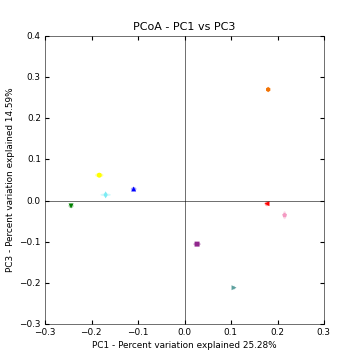 PCoA - PC1 vs PC3
0.4
0.3
0.2
0.1
0.0
−0.1
−0.2
−0.3
−0.3 −0.2 −0.1 0.0 0.1 0.2 0.3
PC3 - Percent variation explained 14.59%
PC1 - Percent variation explained 25.28%